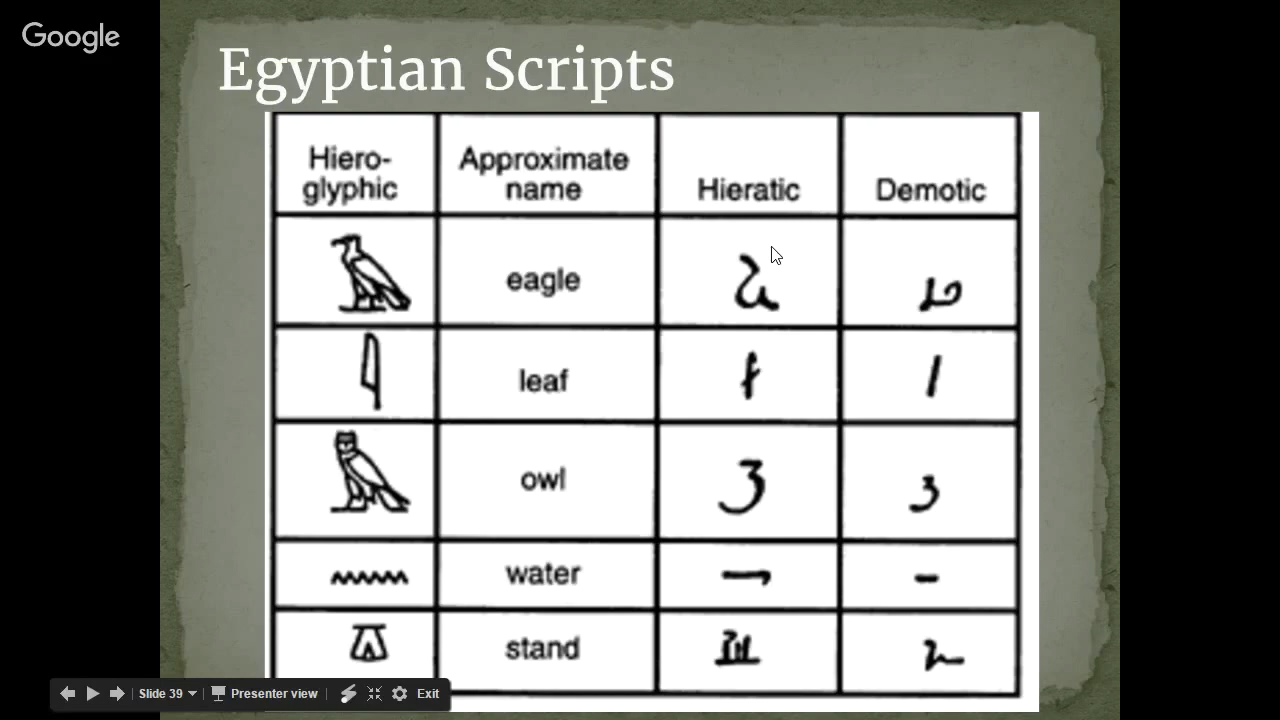 Google
Egyptian Scripts
Hiero-
glyphic
Approximate
name
Hieratic
Demotic
eagle
leaf
owl
water
stand
Slide 39
Presenter view
Exit